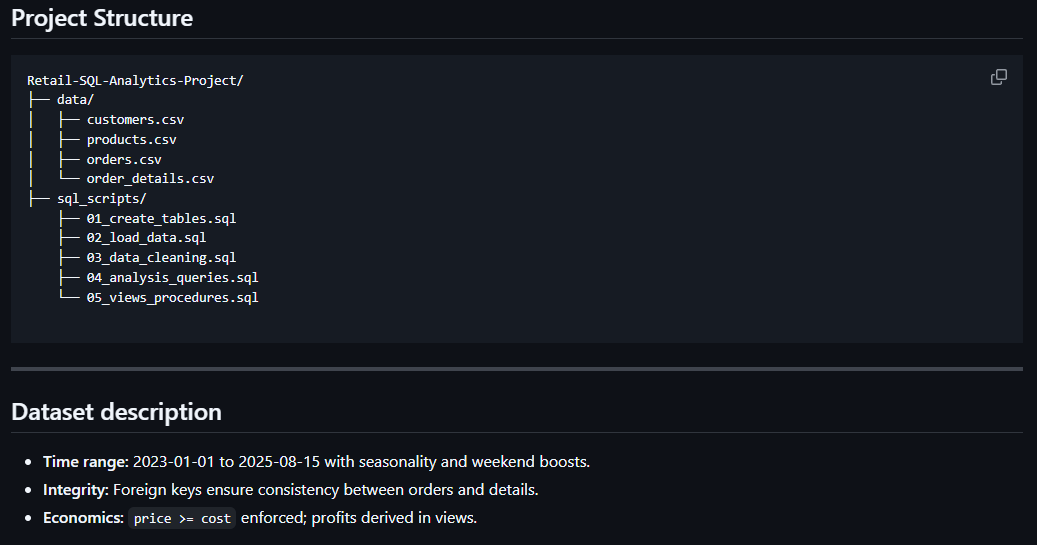 Project Structure
Retail-SQL-Analytics-Project/
├── data/
│   ├── customers.csv
│   ├── products.csv
│   ├── orders.csv
│   └── order_details.csv
├── sql_scripts/
    ├── 01_create_tables.sql
    ├── 02_load_data.sql
    ├── 03_data_cleaning.sql
    ├── 04_analysis_queries.sql
    └── 05_views_procedures.sql
Dataset description
• Time range: 2023-01-01 to 2025-08-15 with seasonality and weekend boosts.
• Integrity: Foreign keys ensure consistency between orders and details.
• Economics: price >= cost enforced; profits derived in views.